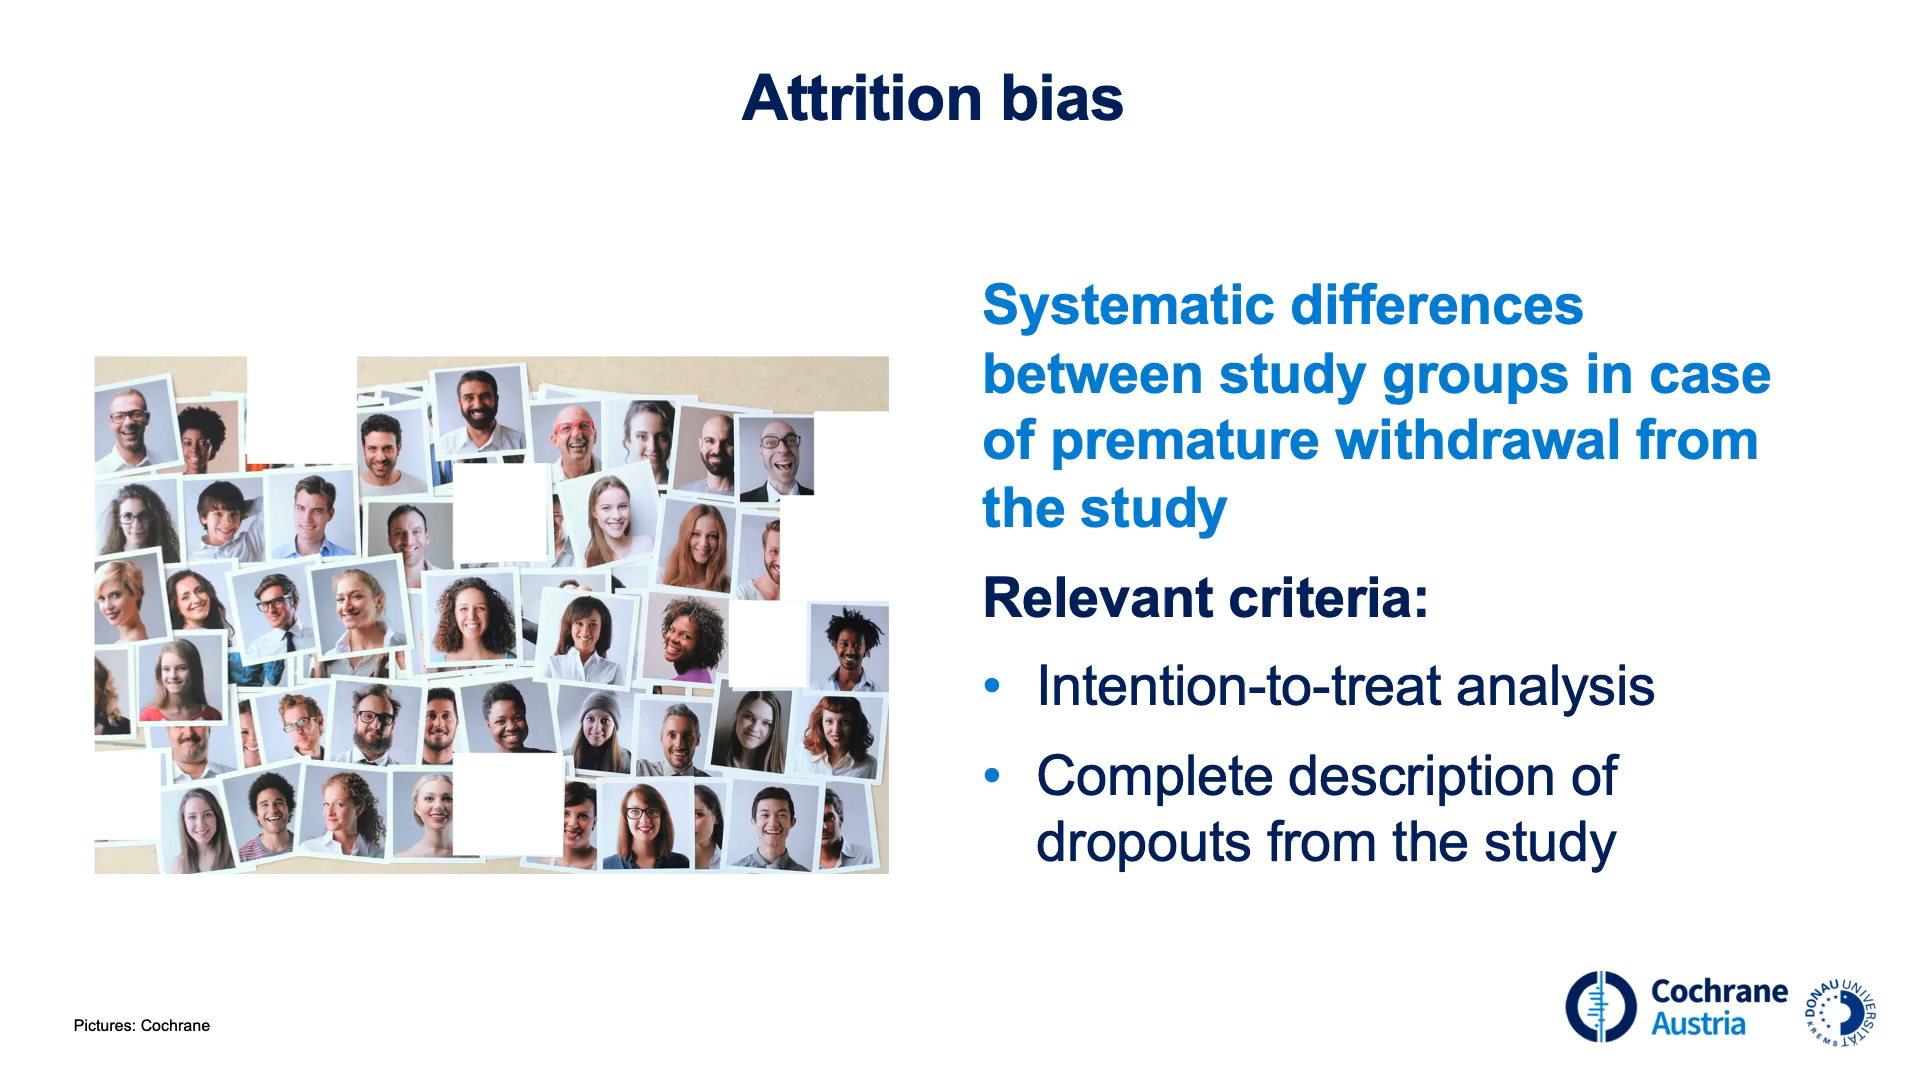 Attrition bias
Systematic differences
between study groups in case
of premature withdrawal from
the study
Relevant criteria:
• Intention-to-treat analysis
• Complete description of
dropouts from the study
Pictures: Cochrane
Cochrane
Austria
DONAU UNIVERSITÄT KREMS